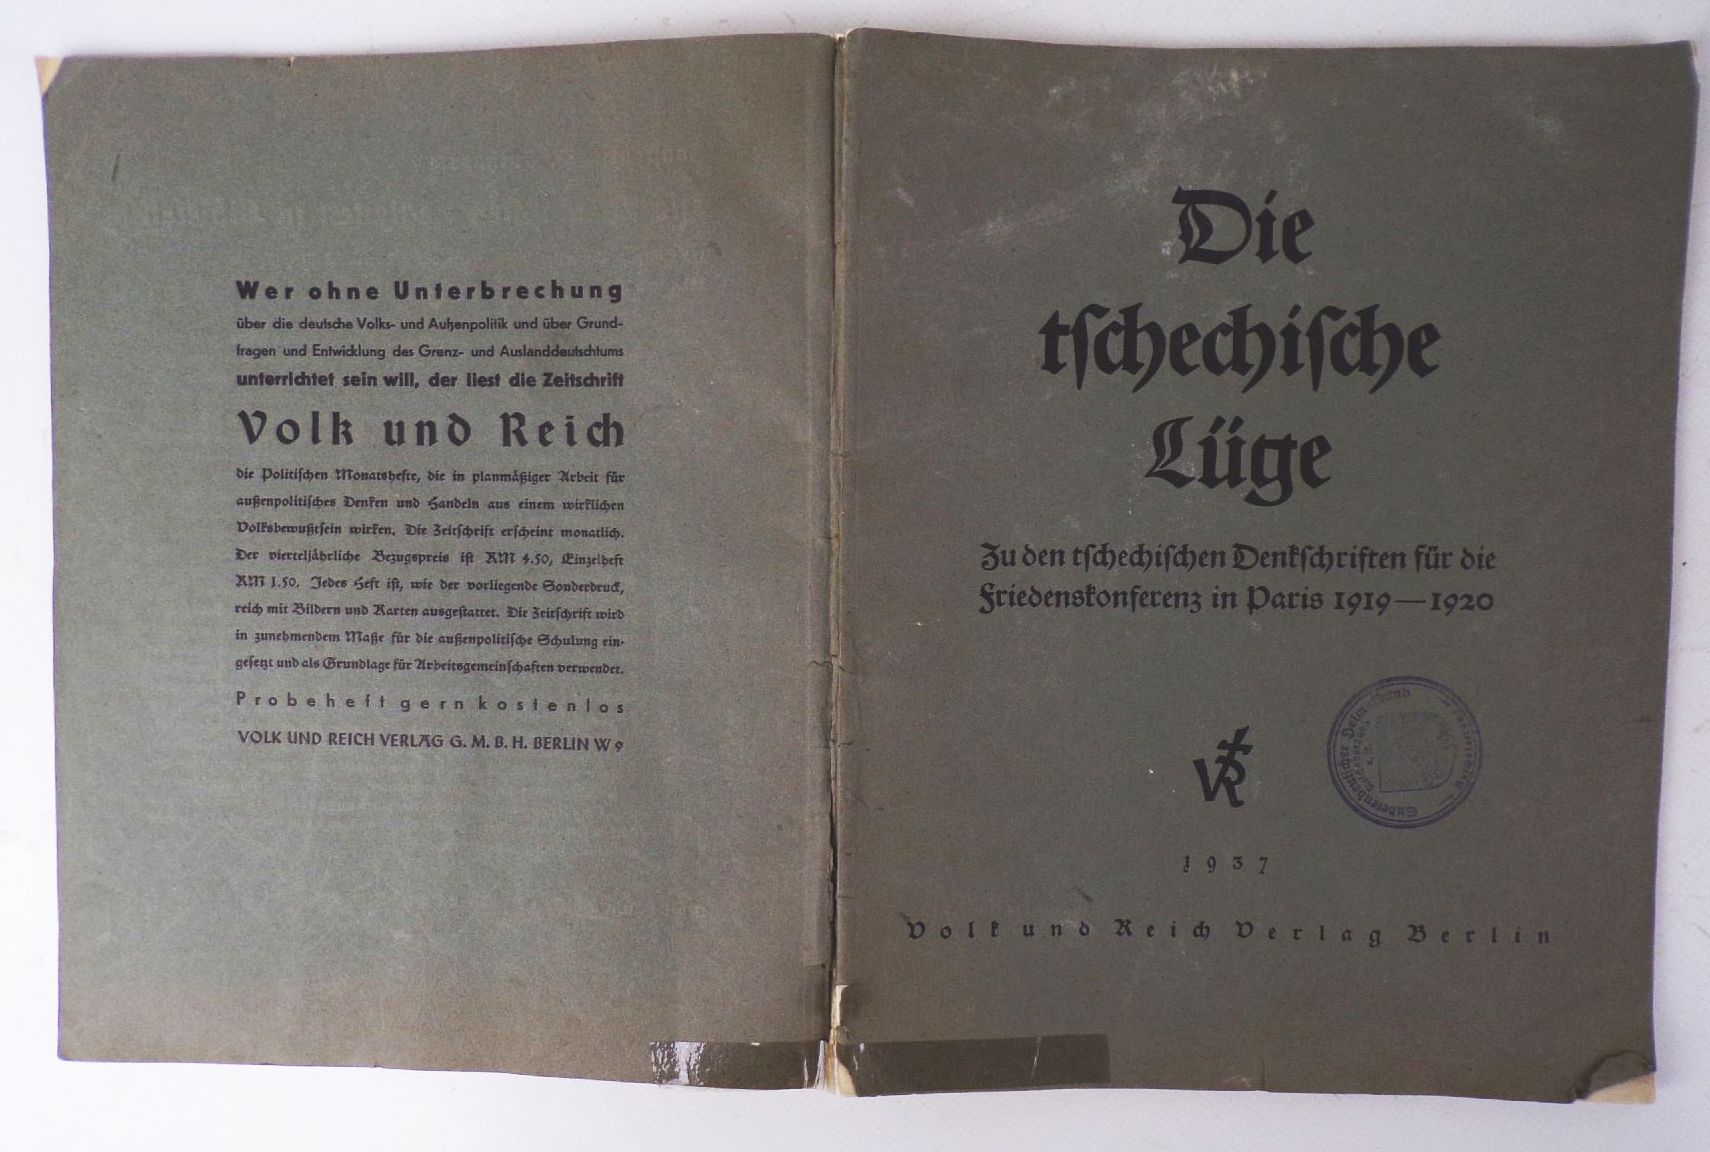 Wer ohne Unterbrechung
über die deutsche Volks- und Außenpolitik und über Grund-
fragen und Entwicklung des Grenz- und Auslanddeutschtums
unterrichtet sein will, der liest die Zeitschrift
Volk und Reich
die Politischen Monatshefte, die in planmäßiger Arbeit für
außenpolitisches Denken und Handeln aus einem wirklichen
Volksbewußtsein wirken. Die Zeitschrift erscheint monatlich.
Der vierteljährliche Bezugspreis ist RM 4.50, Einzelheft
RM 1.50. Jedes Heft ist, wie der vorliegende Sonderdruck,
reich mit Bildern und Karten ausgestattet. Die Zeitschrift wird
in zunehmendem Maße für die außenpolitische Schulung ein-
gesetzt und als Grundlage für Arbeitsgemeinschaften verwendet.
Probeheft gern kostenlos
VOLK UND REICH VERLAG G. M. B. H. BERLIN W 9
Die
tschechische
Lüge
Zu den tschechischen Denkschriften für die
Friedenskonferenz in Paris 1919—1920
VR
Sudetendeutscher Heimatbund
1937
Volk und Reich Verlag Berlin